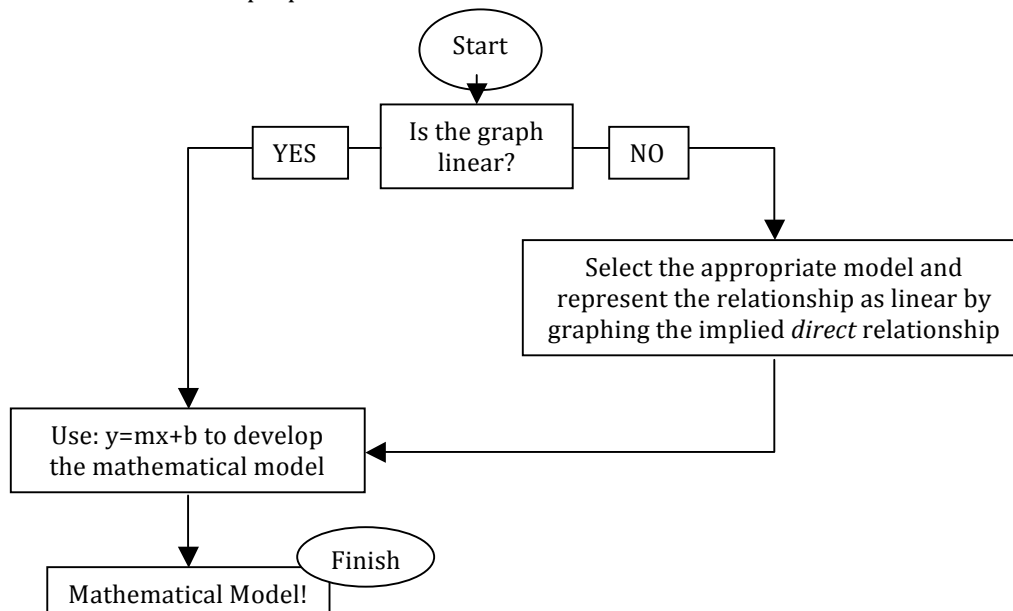 Start
Is the graph
linear?
YES
NO
Select the appropriate model and
represent the relationship as linear by
graphing the implied direct relationship
Use: y=mx+b to develop
the mathematical model
Finish
Mathematical Model!